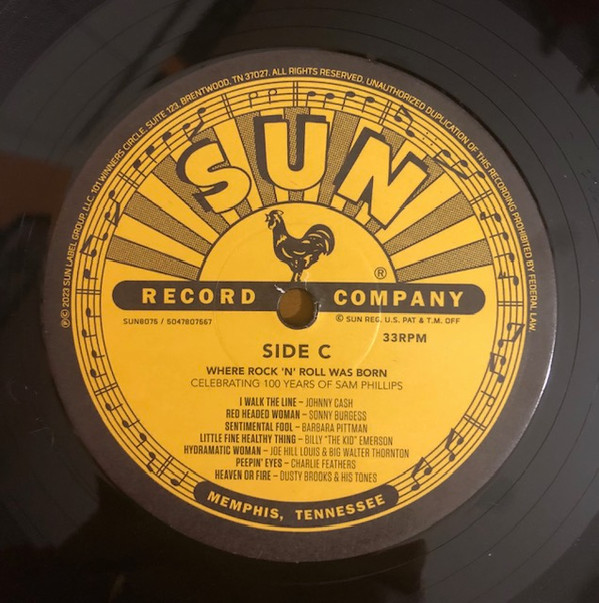 ℗© 2023 SUN LABEL GROUP, LLC. 101 WINNERS CIRCLE, SUITE 123, BRENTWOOD, TN 37027. ALL RIGHTS RESERVED. UNAUTHORIZED DUPLICATION OF THIS RECORDING PROHIBITED BY FEDERAL LAW.
SUN
®
RECORD COMPANY
SUN8075 / 5047807567
© SUN REG. U.S. PAT & T.M. OFF
33RPM
SIDE C
WHERE ROCK 'N' ROLL WAS BORN
CELEBRATING 100 YEARS OF SAM PHILLIPS
I WALK THE LINE – JOHNNY CASH
RED HEADED WOMAN – SONNY BURGESS
SENTIMENTAL FOOL – BARBARA PITTMAN
LITTLE FINE HEALTHY THING – BILLY "THE KID" EMERSON
HYDRAMATIC WOMAN – JOE HILL LOUIS & BIG WALTER THORNTON
PEEPIN' EYES – CHARLIE FEATHERS
HEAVEN OR FIRE – DUSTY BROOKS & HIS TONES
MEMPHIS, TENNESSEE